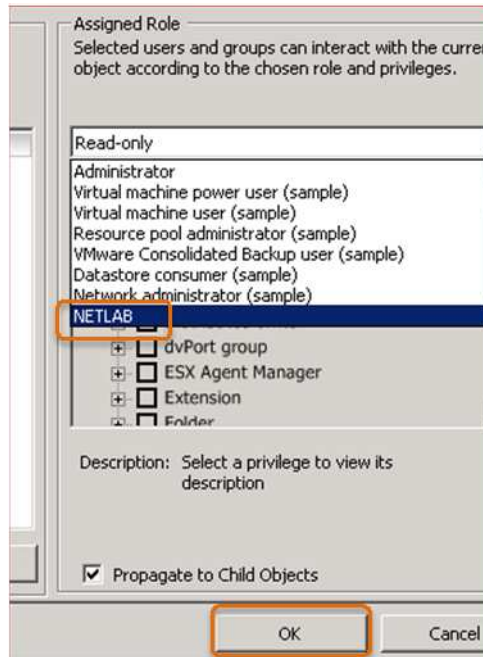 Assigned Role
Selected users and groups can interact with the curre
object according to the chosen role and privileges.
Read-only
Administrator
Virtual machine power user (sample)
Virtual machine user (sample)
Resource pool administrator (sample)
VMware Consolidated Backup user (sample)
Datastore consumer (sample)
Network administrator (sample)
NETLAB
dvPort group
ESX Agent Manager
Extension
Folder
Description: Select a privilege to view its
description
Propagate to Child Objects
OK Cancel